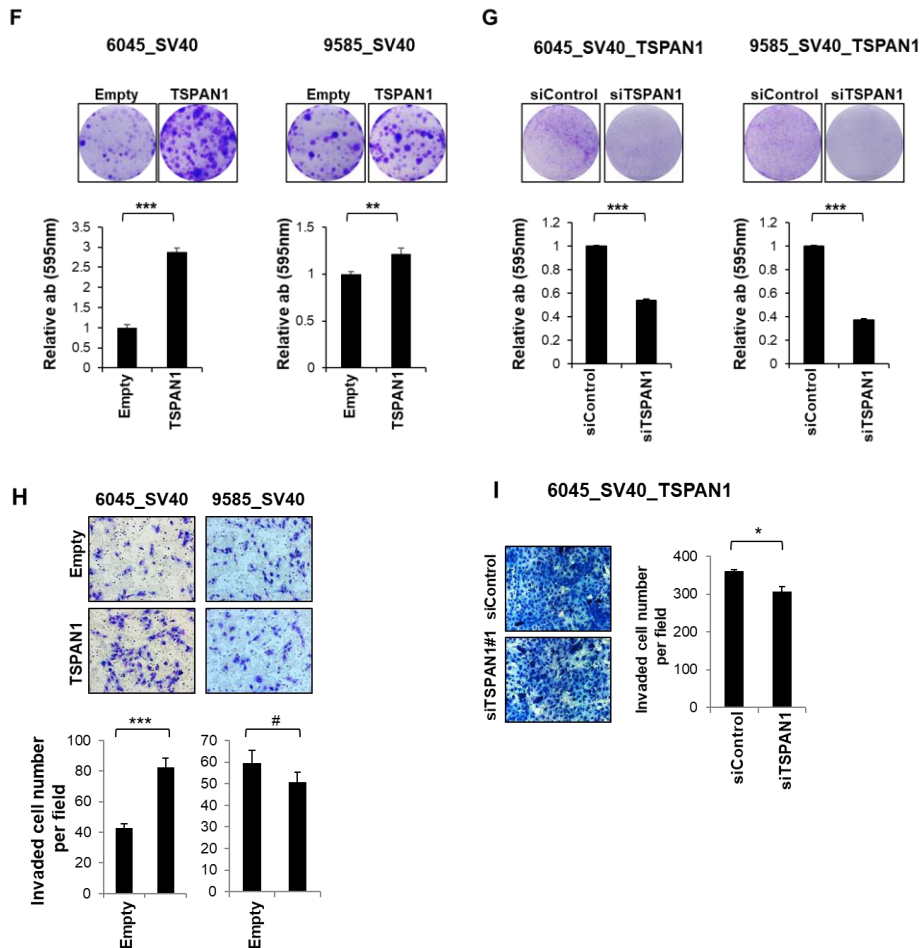 F
6045_SV40
9585_SV40
Empty
TSPAN1
Empty
TSPAN1
***
**
Relative ab (595nm)
3.5
3
2.5
2
1.5
1
0.5
0
Empty
TSPAN1
Relative ab (595nm)
1.5
1
0.5
0
Empty
TSPAN1
G
6045_SV40_TSPAN1
9585_SV40_TSPAN1
siControl
siTSPAN1
siControl
siTSPAN1
***
***
Relative ab (595nm)
1.2
1
0.8
0.6
0.4
0.2
0
siControl
siTSPAN1
Relative ab (595nm)
1.2
1
0.8
0.6
0.4
0.2
0
siControl
siTSPAN1
H
6045_SV40
9585_SV40
Empty
TSPAN1
***
#
Invaded cell number
per field
100
80
60
40
20
0
Empty
70
60
50
40
30
20
10
0
Empty
I
6045_SV40_TSPAN1
siControl
siTSPAN1#1
*
Invaded cell number
per field
400
300
200
100
0
siControl
siTSPAN1